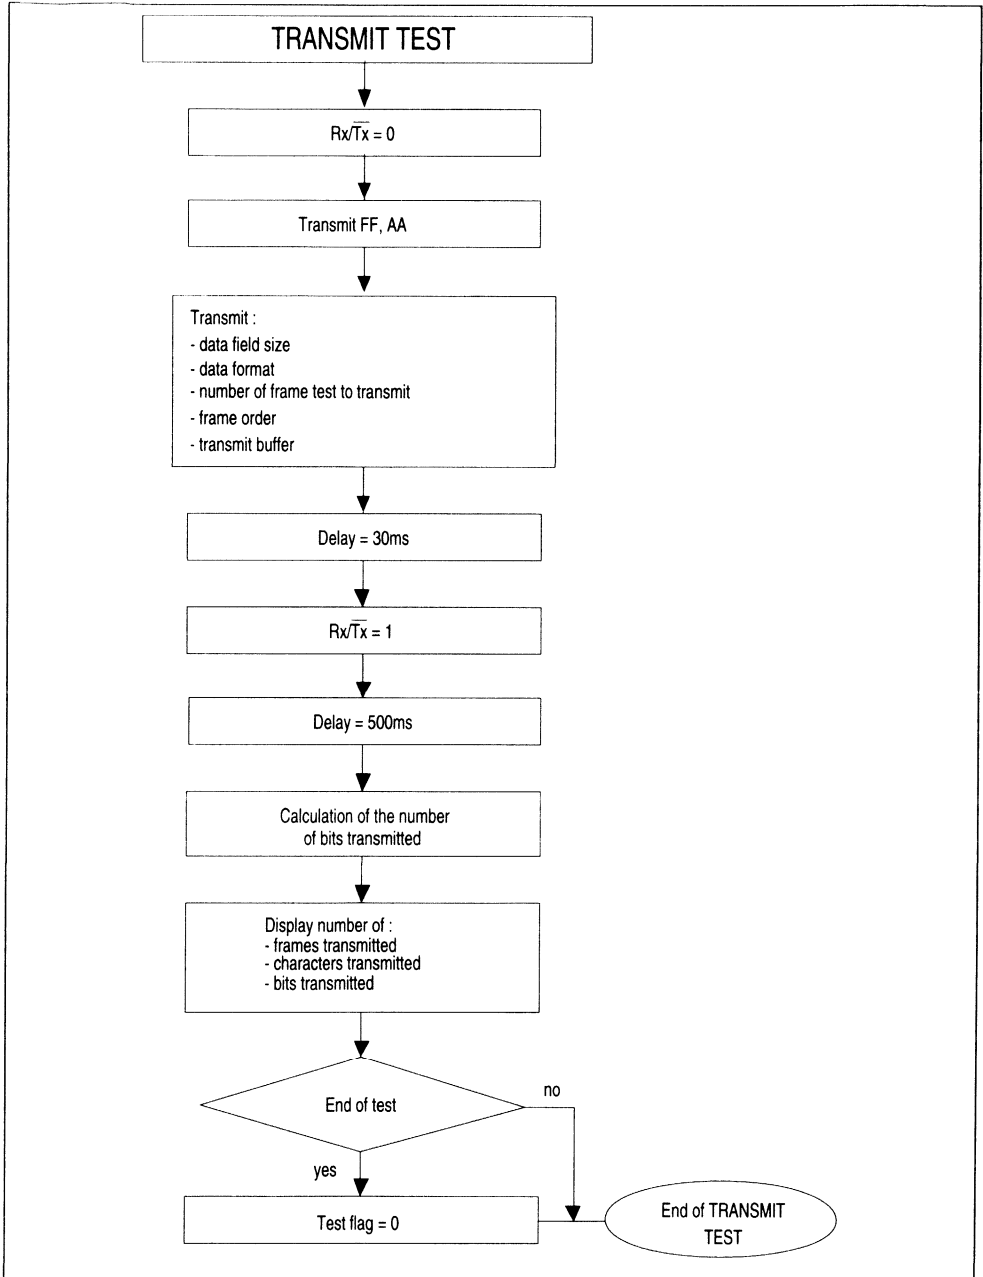 TRANSMIT TEST
Rx/T̅x̅ = 0
Transmit FF, AA
Transmit :
- data field size
- data format
- number of frame test to transmit
- frame order
- transmit buffer
Delay = 30ms
Rx/T̅x̅ = 1
Delay = 500ms
Calculation of the number
of bits transmitted
Display number of :
- frames transmitted
- characters transmitted
- bits transmitted
End of test
no
yes
Test flag = 0
End of TRANSMIT
TEST